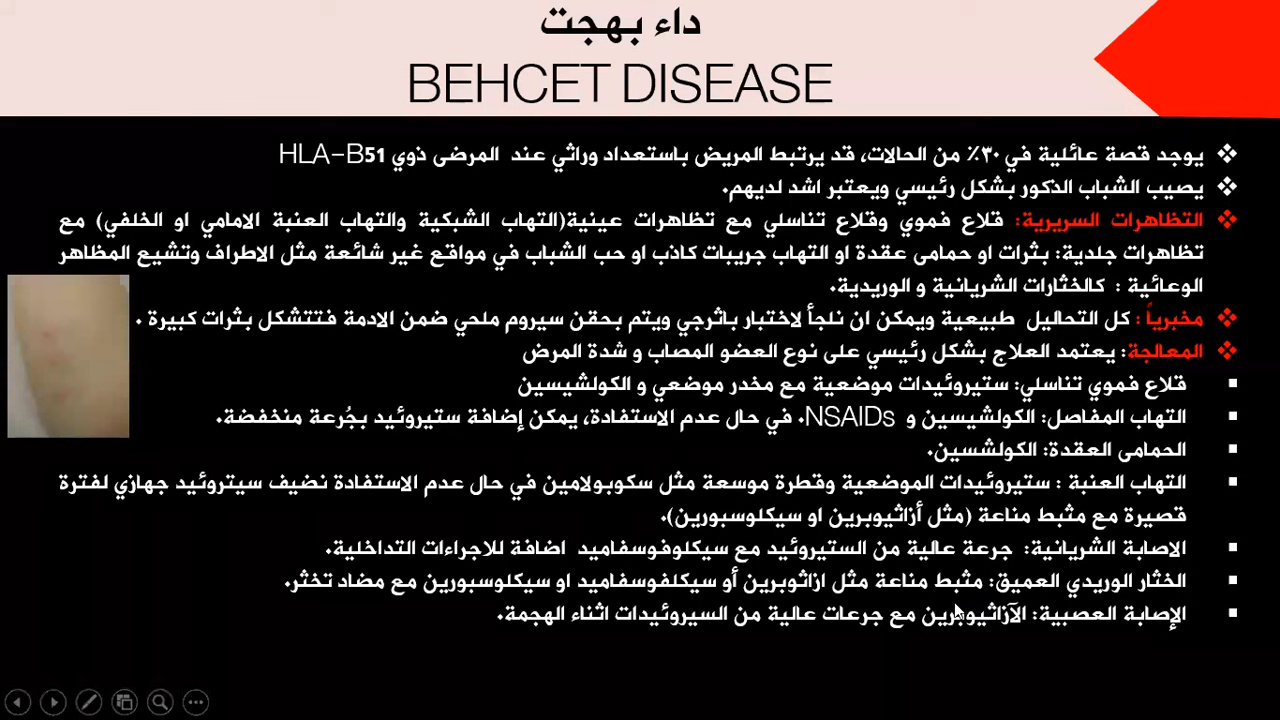 داء بهجت
BEHCET DISEASE
❖ يوجد قصة عائلية في ٣٠٪ من الحالات، قد يرتبط المريض باستعداد وراثي عند المرضى ذوي HLA-B51
❖ يصيب الشباب الذكور بشكل رئيسي ويعتبر اشد لديهم.
❖ التظاهرات السريرية: قلاع فموي وقلاع تناسلي مع تظاهرات عينية(التهاب الشبكية والتهاب العنبة الامامي او الخلفي) مع
تظاهرات جلدية: بثرات او حمامى عقدة او التهاب جريبات كاذب او حب الشباب في مواقع غير شائعة مثل الاطراف وتشيع المظاهر
الوعائية : كالخثارات الشريانية و الوريدية.
❖ مخبرياً : كل التحاليل طبيعية ويمكن ان نلجأ لاختبار باثرجي ويتم بحقن سيروم ملحي ضمن الادمة فتتشكل بثرات كبيرة .
❖ المعالجة: يعتمد العلاج بشكل رئيسي على نوع العضو المصاب و شدة المرض
▪ قلاع فموي تناسلي: ستيروئيدات موضعية مع مخدر موضعي و الكولشيسين
▪ التهاب المفاصل: الكولشيسين و NSAIDs. في حال عدم الاستفادة، يمكن إضافة ستيروئيد بجُرعة منخفضة.
▪ الحمامى العقدة: الكولشسين.
▪ التهاب العنبة : ستيروئيدات الموضعية وقطرة موسعة مثل سكوبولامين في حال عدم الاستفادة نضيف سيتروئيد جهازي لفترة
قصيرة مع مثبط مناعة (مثل أزاثيوبرين او سيكلوسبورين).
▪ الاصابة الشريانية: جرعة عالية من الستيروئيد مع سيكلوفوسفاميد اضافة للاجراءات التداخلية.
▪ الخثار الوريدي العميق: مثبط مناعة مثل ازاثوبرين أو سيكلفوسفاميد او سيكلوسبورين مع مضاد تخثر.
▪ الإصابة العصبية: الآزاثيوبرين مع جرعات عالية من السيروئيدات اثناء الهجمة.